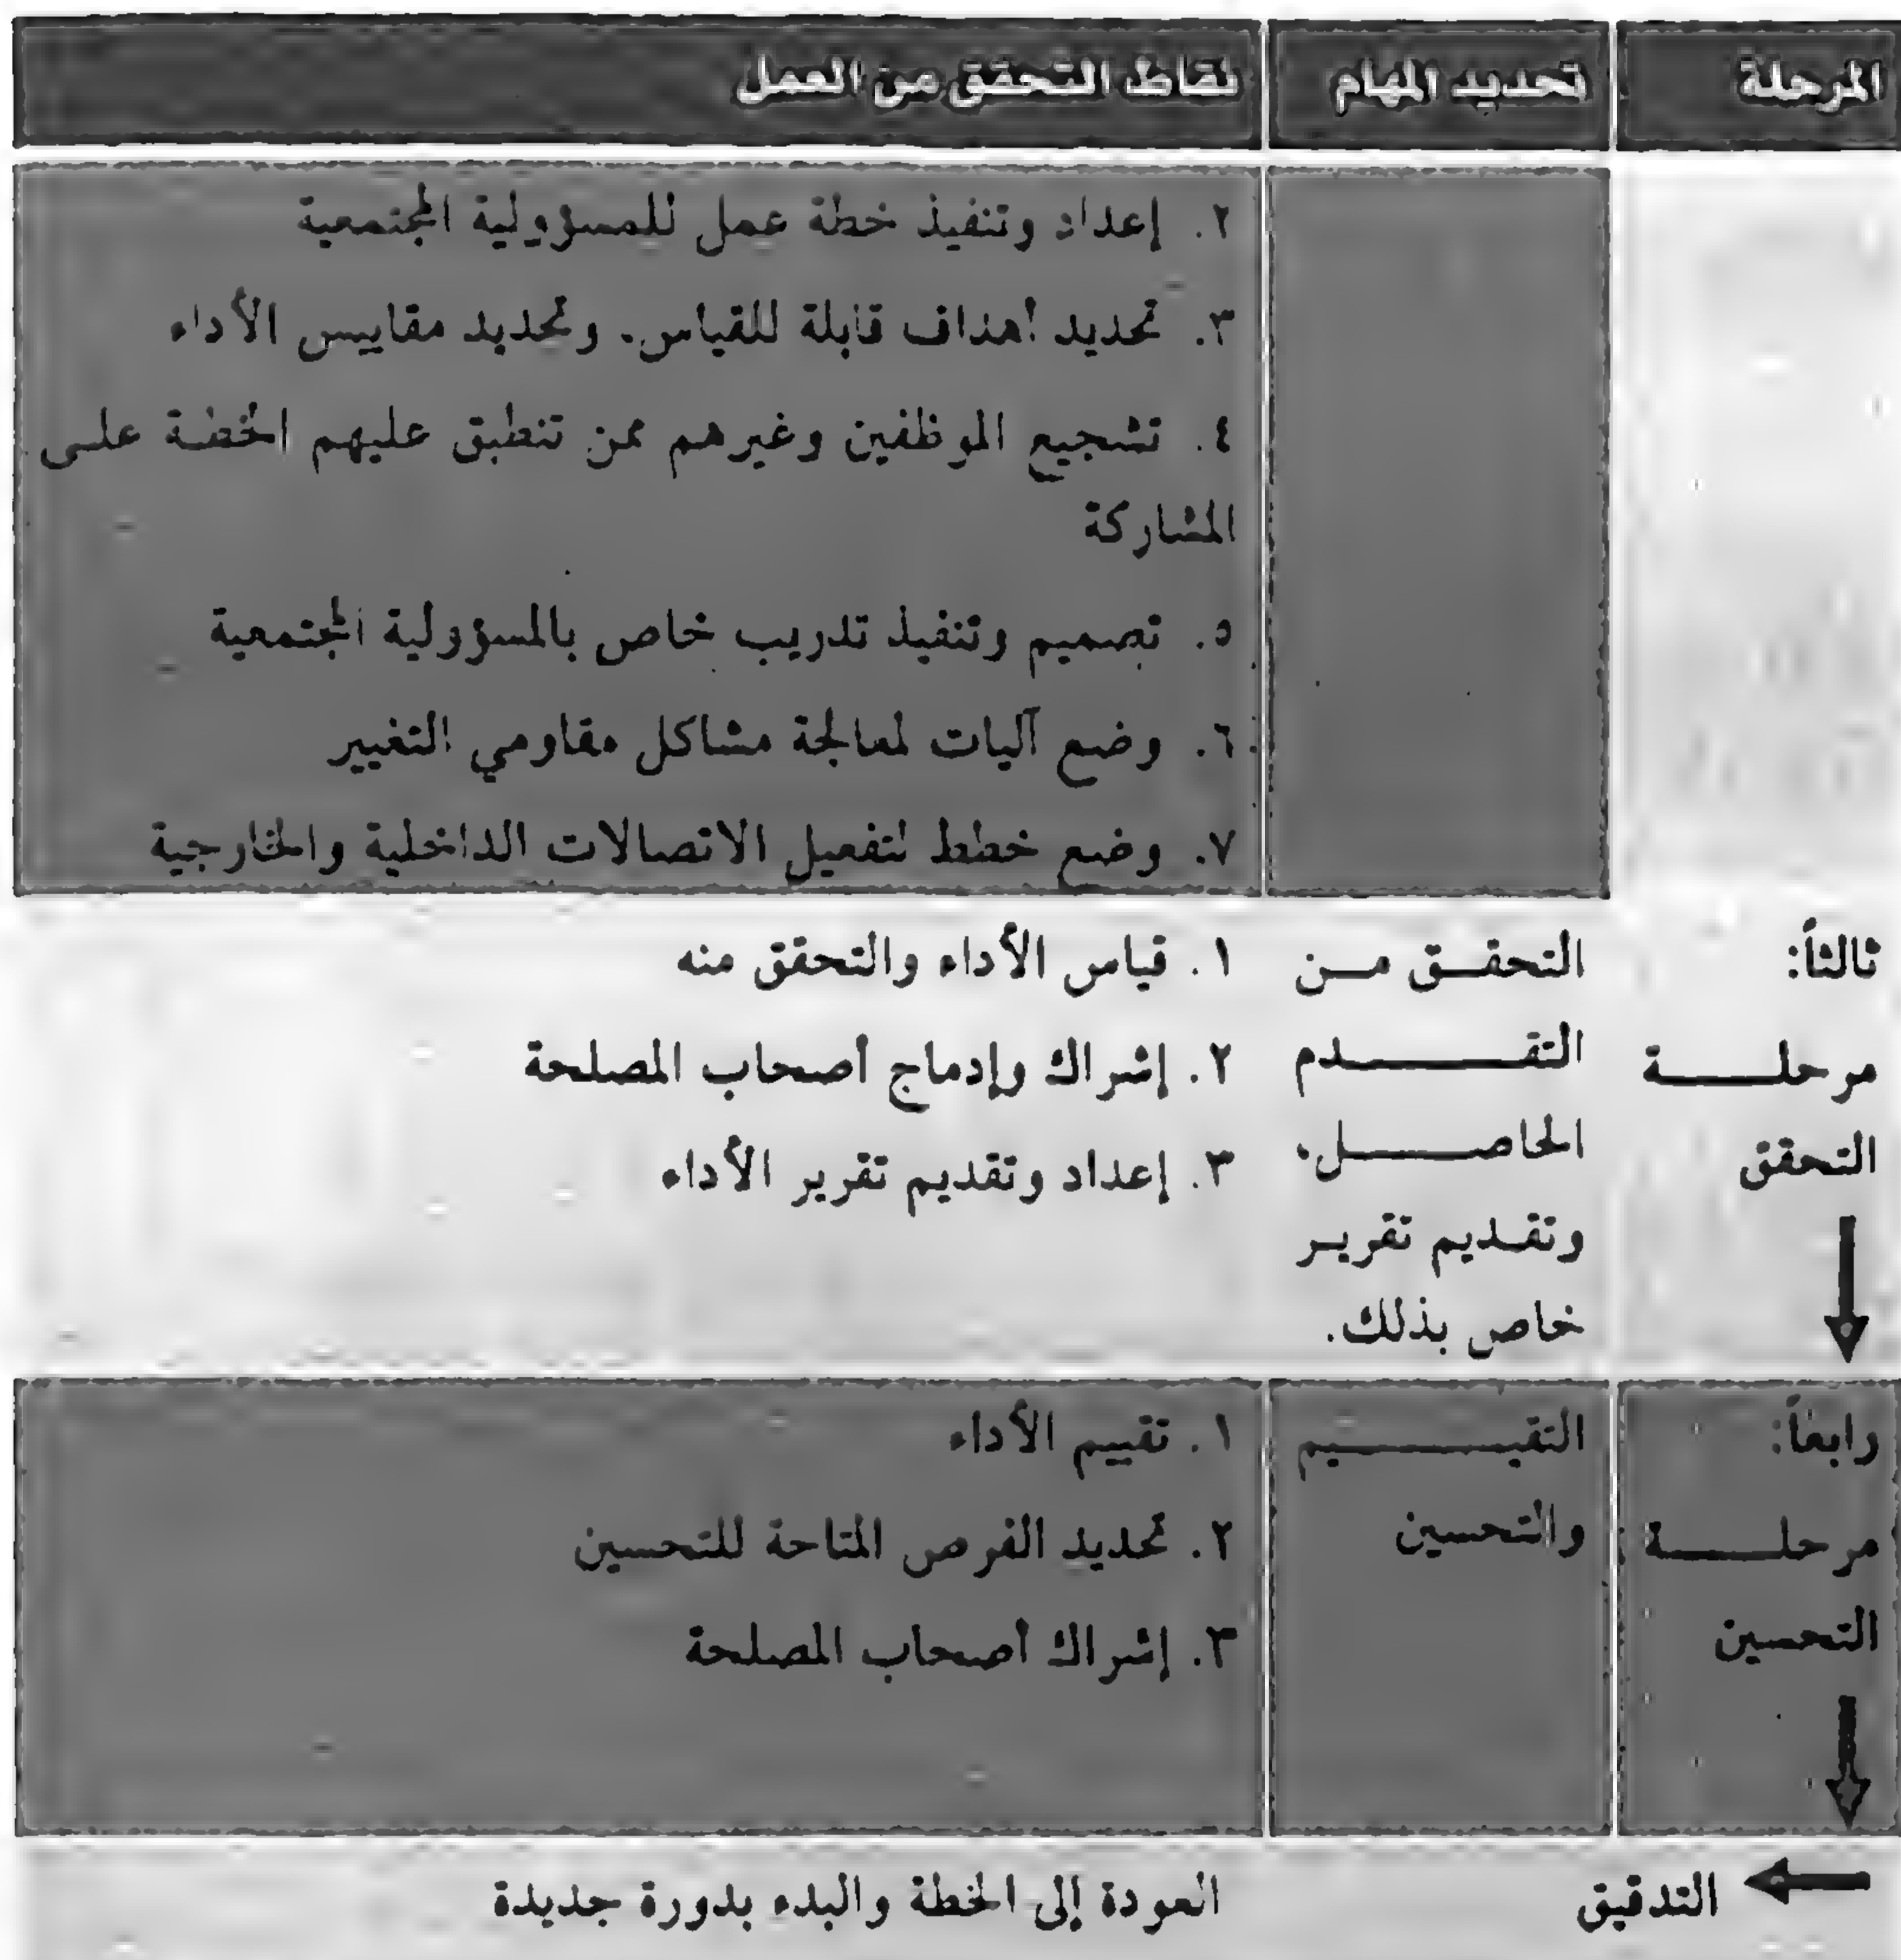 المرحلة تحديد المهام نقاط التحقق من العمل
٢. إعداد وتنفيذ خطة عمل للمسؤولية المجتمعية
٣. تحديد أهداف قابلة للقياس. وتحديد مقاييس الأداء
٤. تشجيع الموظفين وغيرهم ممن تنطبق عليهم الخطة على
المشاركة
٥. تصميم وتنفيذ تدريب خاص بالمسؤولية المجتمعية
٦. وضع آليات لمعالجة مشاكل مقاومي التغيير
٧. وضع خطط لتفعيل الاتصالات الداخلية والخارجية
ثالثاً:
مرحلة
التحقق
التحقق من
التقدم
الحاصل،
وتقديم تقرير
خاص بذلك.
١. قياس الأداء والتحقق منه
٢. إشراك وإدماج أصحاب المصلحة
٣. إعداد وتقديم تقرير الأداء
رابعاً:
مرحلة
التحسين
التقييم
والتحسين
١. تقييم الأداء
٢. تحديد الفرص المتاحة للتحسين
٣. إشراك أصحاب المصلحة
التدقيق العودة إلى الخطة والبدء بدورة جديدة